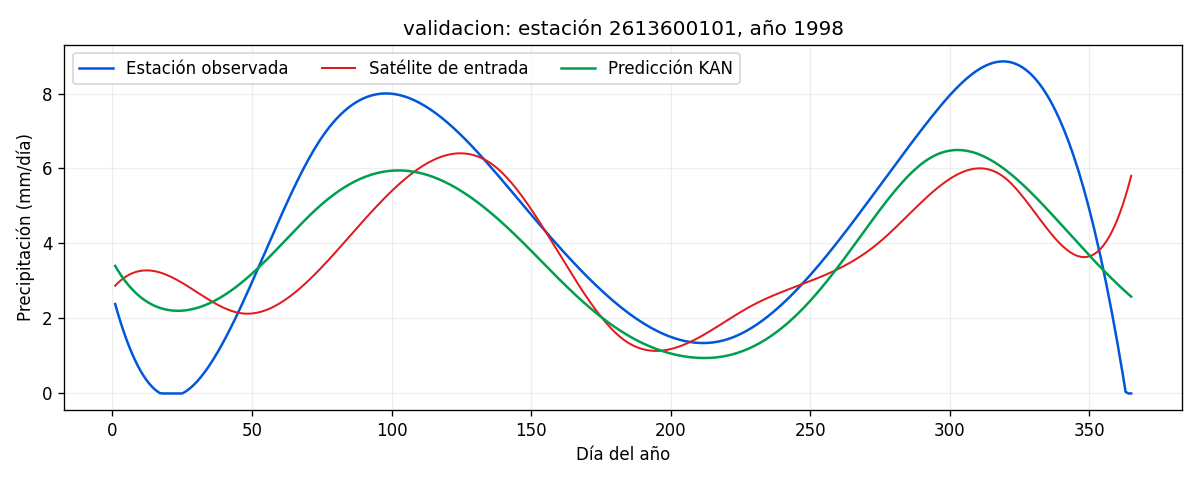 validacion: estación 2613600101, año 1998
Estación observada Satélite de entrada Predicción KAN
Precipitación (mm/día)
8
6
4
2
0
0 50 100 150 200 250 300 350
Día del año